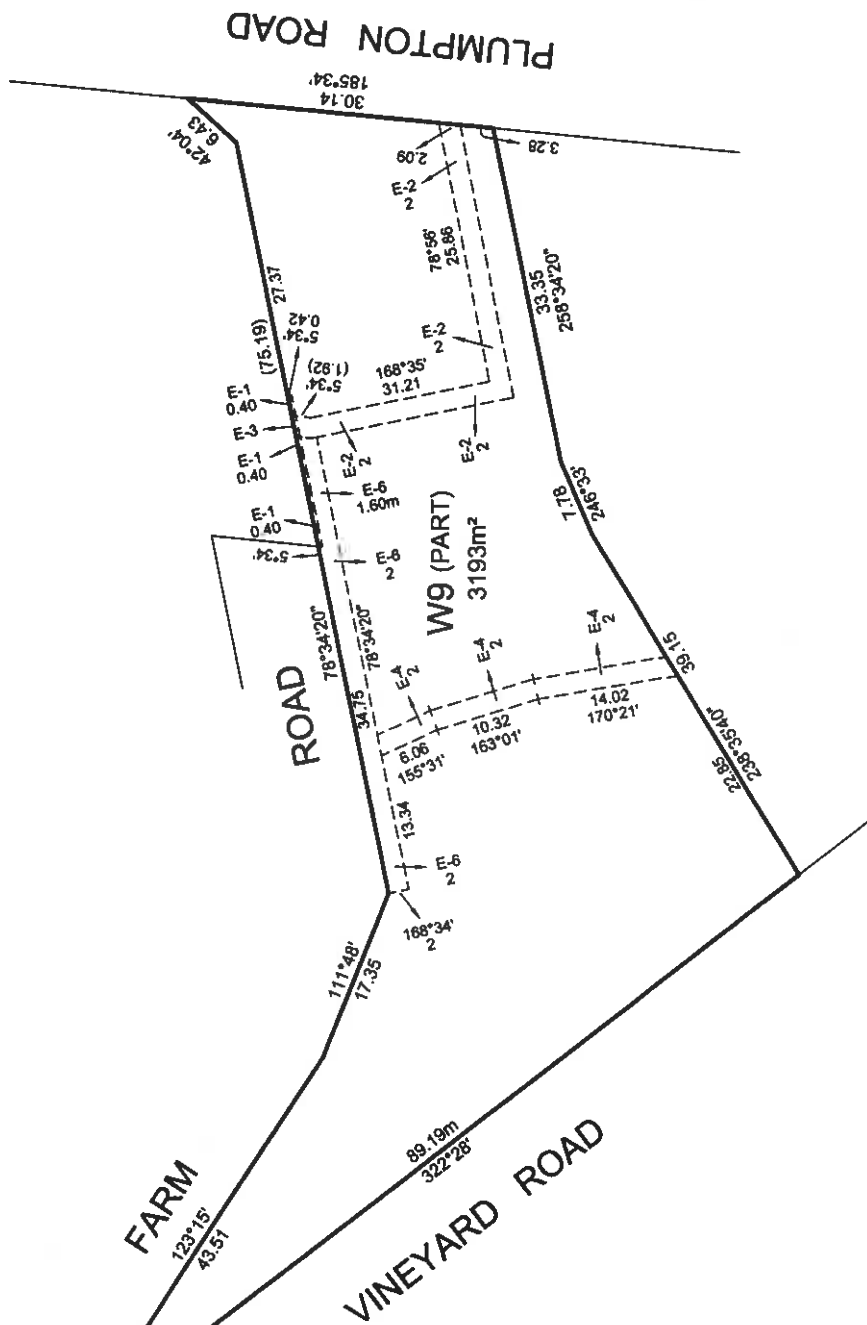 PLUMPTON ROAD
185°34'
30.14
42°04'
6.43
3.28
2.09
E-2
2
78°56'
25.86
27.37
(75.19)
33.35
258°34'20"
5°34'
0.42
5°34'
(1.92)
E-2
2
168°35'
31.21
E-1
0.40
E-3
E-1
0.40
E-2
2
E-2
2
E-6
1.60m
E-1
0.40
5°34'
E-6
2
W9 (PART)
3193m²
7.78
246°33'
78°34'20"
78°34'20"
34.75
ROAD
E-4
2
E-4
2
E-4
2
39.15
6.06
155°31'
10.32
163°01'
14.02
170°21'
22.85
238°35'40"
13.34
E-6
2
168°34'
2
111°48'
17.35
89.19m
322°28'
FARM
123°15'
43.51
VINEYARD ROAD